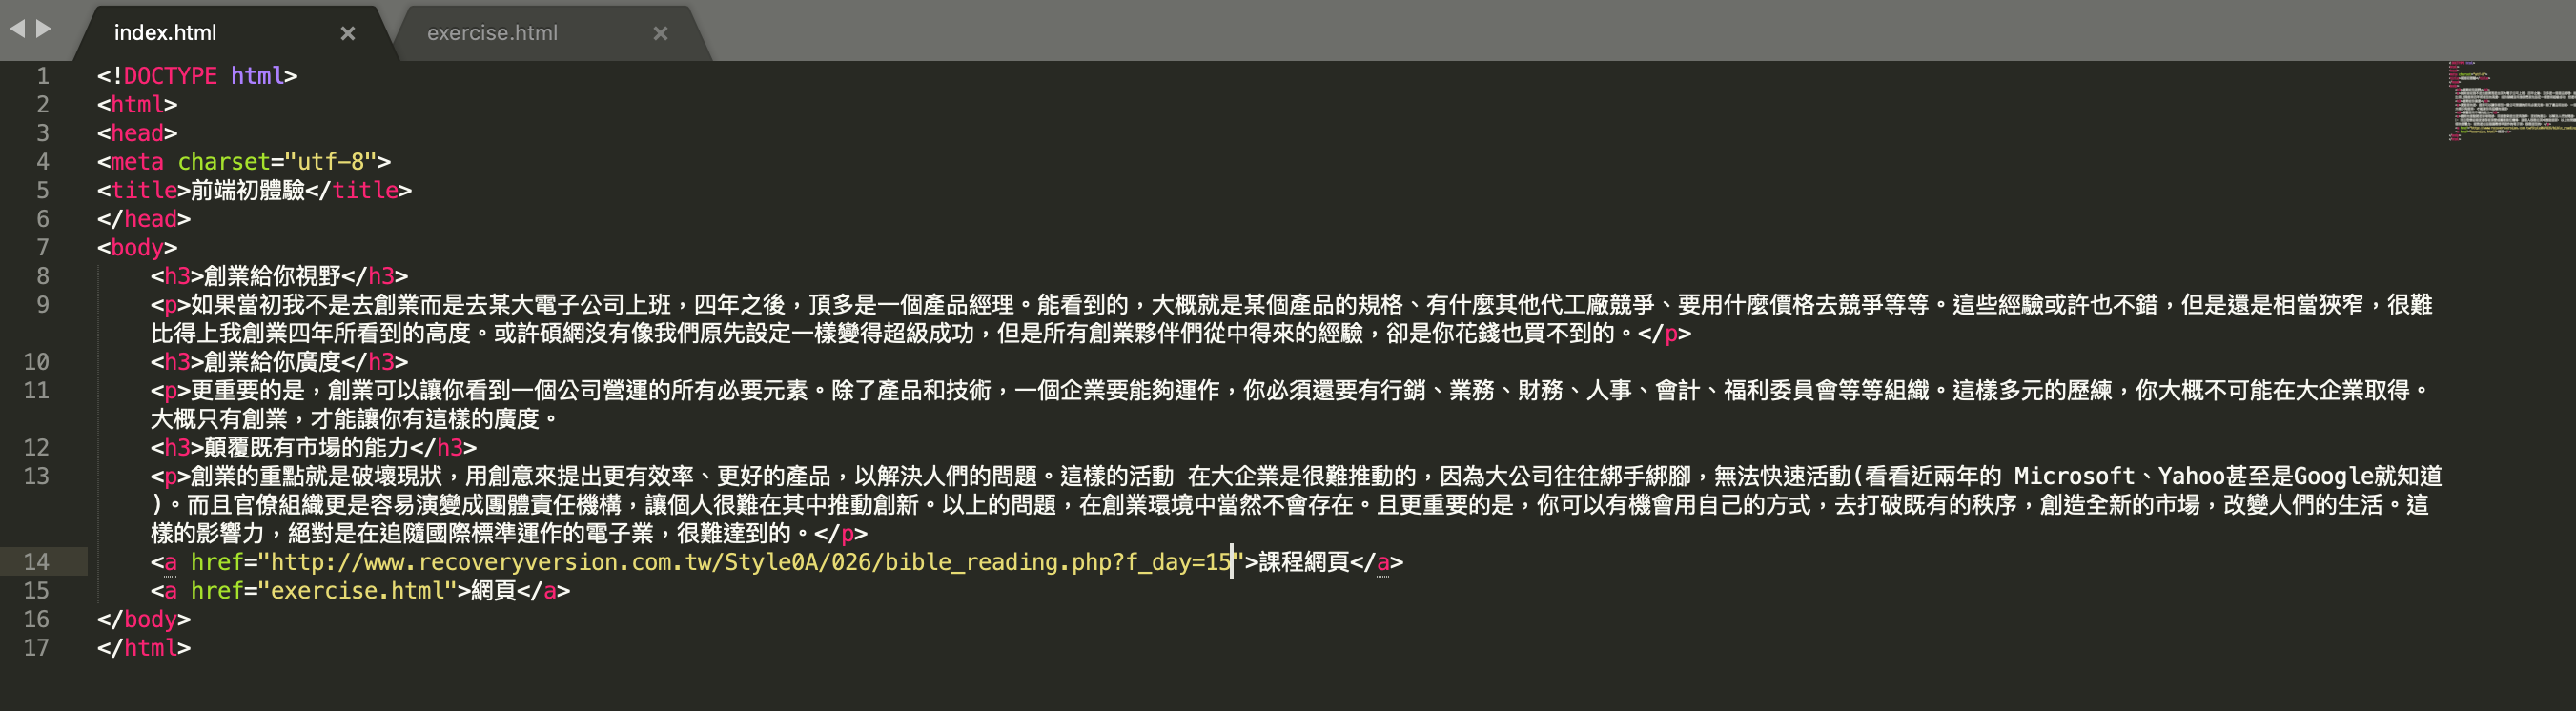 index.html ×
exercise.html ×
1 <!DOCTYPE html>
2 <html>
3 <head>
4 <meta charset="utf-8">
5 <title>前端初體驗</title>
6 </head>
7 <body>
8 <h3>創業給你視野</h3>
9 <p>如果當初我不是去創業而是去某大電子公司上班，四年之後，頂多是一個產品經理。能看到的，大概就是某個產品的規格、有什麼其他代工廠競爭、要用什麼價格去競爭等等。這些經驗或許也不錯，但是還是相當狹窄，很難
比得上我創業四年所看到的高度。或許碩網沒有像我們原先設定一樣變得超級成功，但是所有創業夥伴們從中得來的經驗，卻是你花錢也買不到的。</p>
10 <h3>創業給你廣度</h3>
11 <p>更重要的是，創業可以讓你看到一個公司營運的所有必要元素。除了產品和技術，一個企業要能夠運作，你必須還要有行銷、業務、財務、人事、會計、福利委員會等等組織。這樣多元的歷練，你大概不可能在大企業取得。
大概只有創業，才能讓你有這樣的廣度。
12 <h3>顛覆既有市場的能力</h3>
13 <p>創業的重點就是破壞現狀，用創意來提出更有效率、更好的產品，以解決人們的問題。這樣的活動 在大企業是很難推動的，因為大公司往往綁手綁腳，無法快速活動(看看近兩年的 Microsoft、Yahoo甚至是Google就知道
)。而且官僚組織更是容易演變成團體責任機構，讓個人很難在其中推動創新。以上的問題，在創業環境中當然不會存在。且更重要的是，你可以有機會用自己的方式，去打破既有的秩序，創造全新的市場，改變人們的生活。這
樣的影響力，絕對是在追隨國際標準運作的電子業，很難達到的。</p>
14 <a href="http://www.recoveryversion.com.tw/Style0A/026/bible_reading.php?f_day=15">課程網頁</a>
15 <a href="exercise.html">網頁</a>
16 </body>
17 </html>